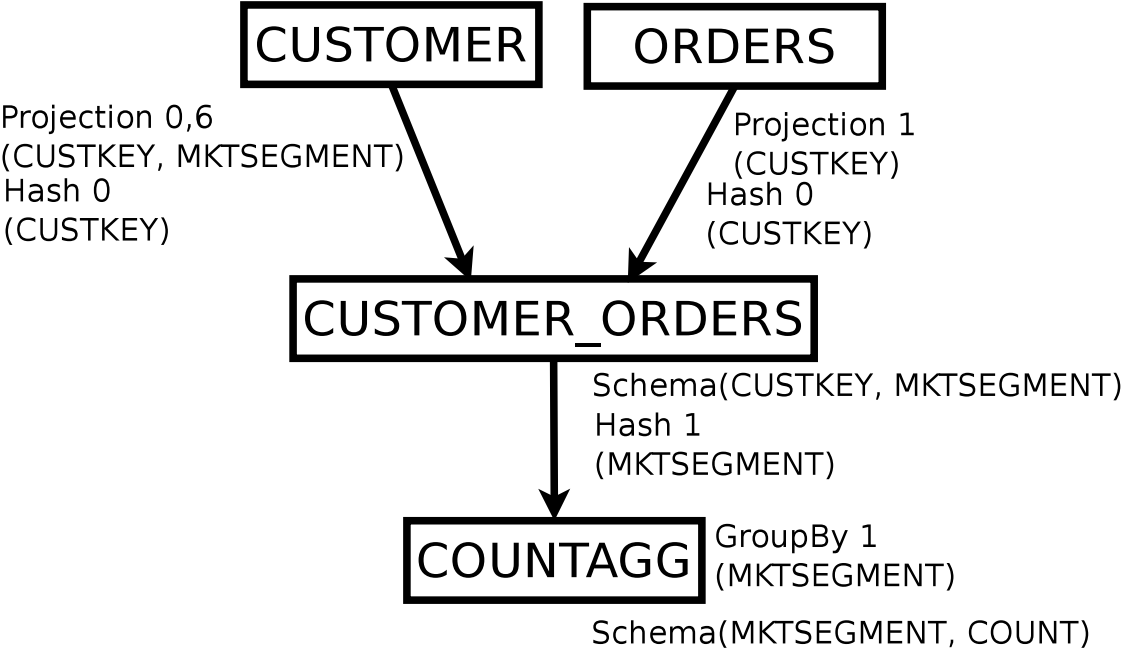 CUSTOMER
ORDERS
Projection 0,6
(CUSTKEY, MKTSEGMENT)
Hash 0
(CUSTKEY)
Projection 1
(CUSTKEY)
Hash 0
(CUSTKEY)
CUSTOMER_ORDERS
Schema(CUSTKEY, MKTSEGMENT)
Hash 1
(MKTSEGMENT)
COUNTAGG
GroupBy 1
(MKTSEGMENT)
Schema(MKTSEGMENT, COUNT)